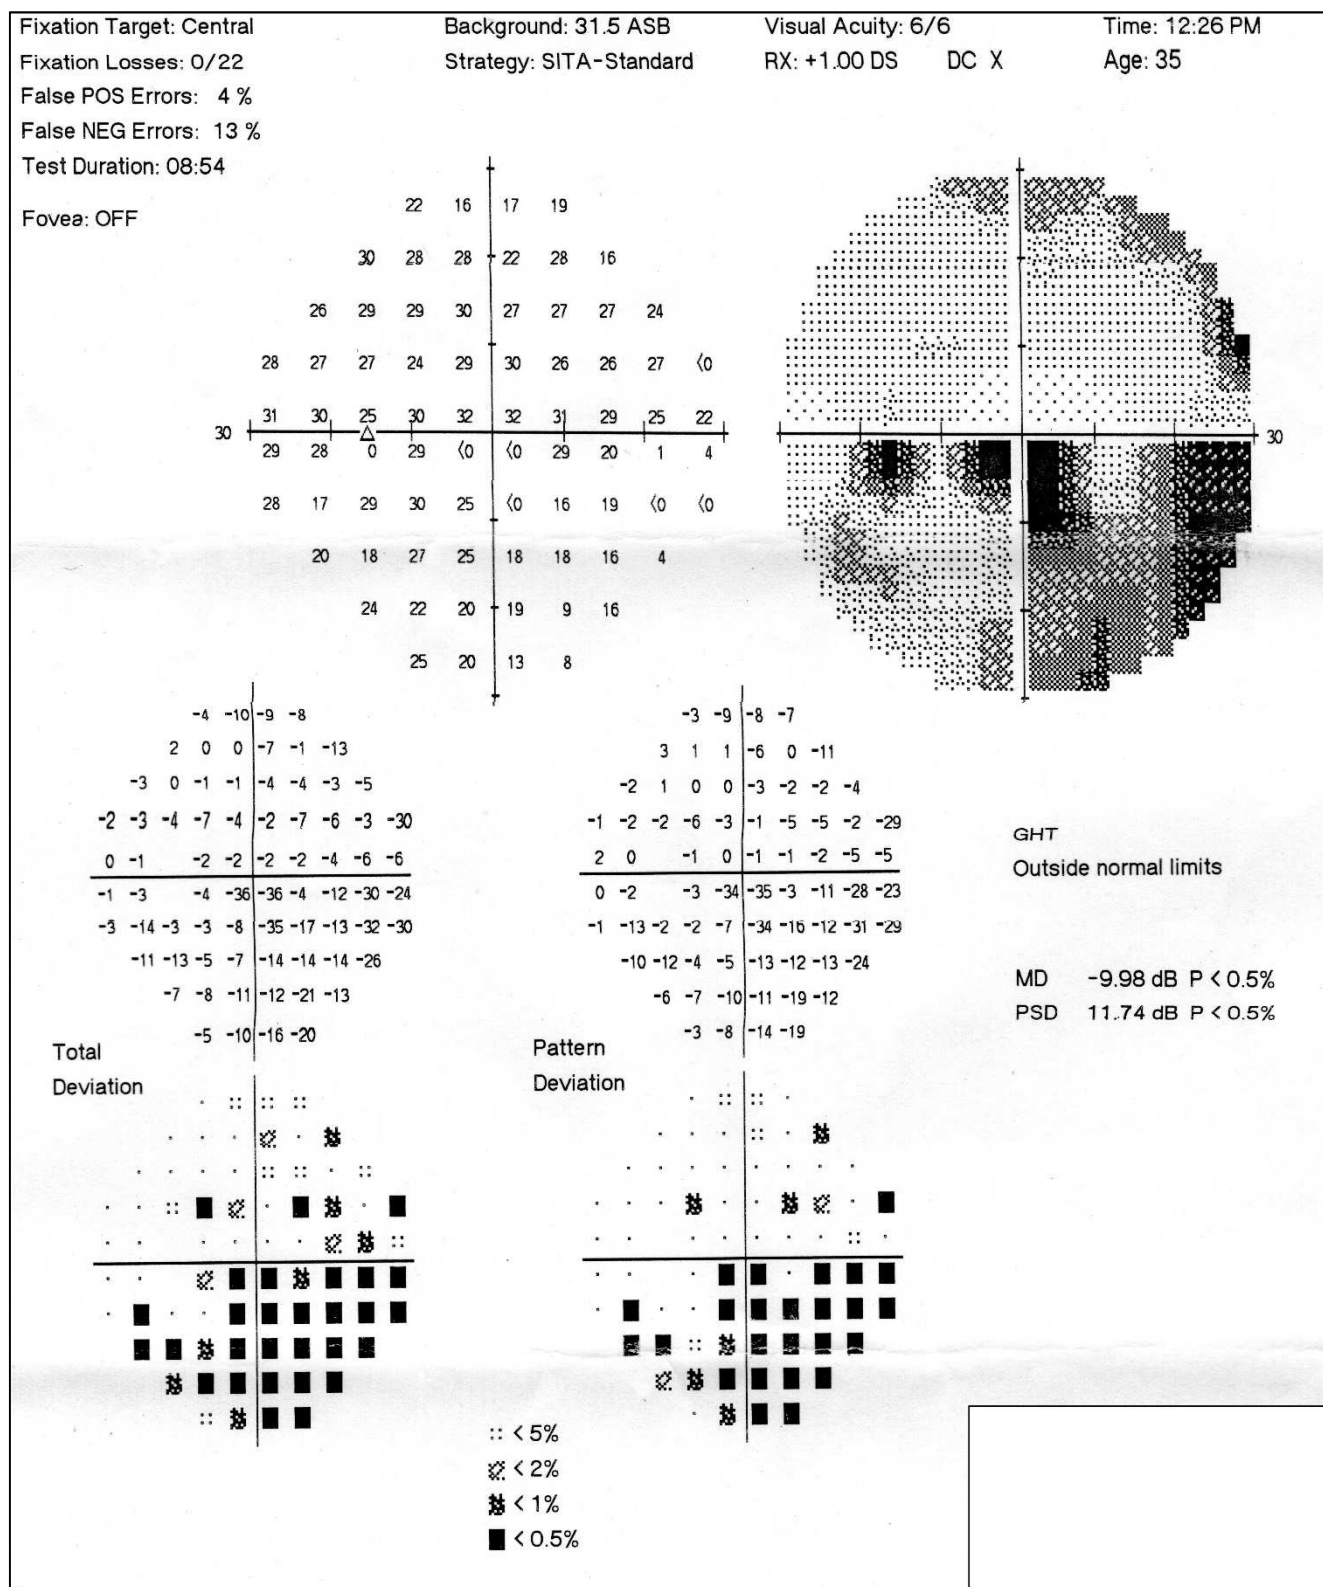 Fixation Target: Central
Background: 31.5 ASB
Visual Acuity: 6/6
Time: 12:26 PM
Fixation Losses: 0/22
Strategy: SITA-Standard
RX: +1.00 DS DC X
Age: 35
False POS Errors: 4 %
False NEG Errors: 13 %
Test Duration: 08:54
Fovea: OFF
22 16 17 19
30 28 28 22 28 16
26 29 29 30 27 27 27 24
28 27 27 24 29 30 26 26 27 <0
31 30 25 30 32 32 31 29 25 22
30
30
29 28 0 29 <0 <0 29 20 1 4
28 17 29 30 25 <0 16 19 <0 <0
20 18 27 25 18 18 16 4
24 22 20 19 9 16
25 20 13 8
-4 -10 -9 -8
2 0 0 -7 -1 -13
-3 0 -1 -1 -4 -4 -3 -5
-2 -3 -4 -7 -4 -2 -7 -6 -3 -30
0 -1 -2 -2 -2 -2 -4 -6 -6
-1 -3 -4 -36 -36 -4 -12 -30 -24
-3 -14 -3 -3 -8 -35 -17 -13 -32 -30
-11 -13 -5 -7 -14 -14 -14 -26
-7 -8 -11 -12 -21 -13
-5 -10 -16 -20
Total
Deviation
-3 -9 -8 -7
3 1 1 -6 0 -11
-2 1 0 0 -3 -2 -2 -4
-1 -2 -2 -6 -3 -1 -5 -5 -2 -29
2 0 -1 0 -1 -1 -2 -5 -5
0 -2 -3 -34 -35 -3 -11 -28 -23
-1 -13 -2 -2 -7 -34 -16 -12 -31 -29
-10 -12 -4 -5 -13 -12 -13 -24
-6 -7 -10 -11 -19 -12
-3 -8 -14 -19
Pattern
Deviation
GHT
Outside normal limits
MD -9.98 dB P < 0.5%
PSD 11.74 dB P < 0.5%
< 5%
< 2%
< 1%
< 0.5%